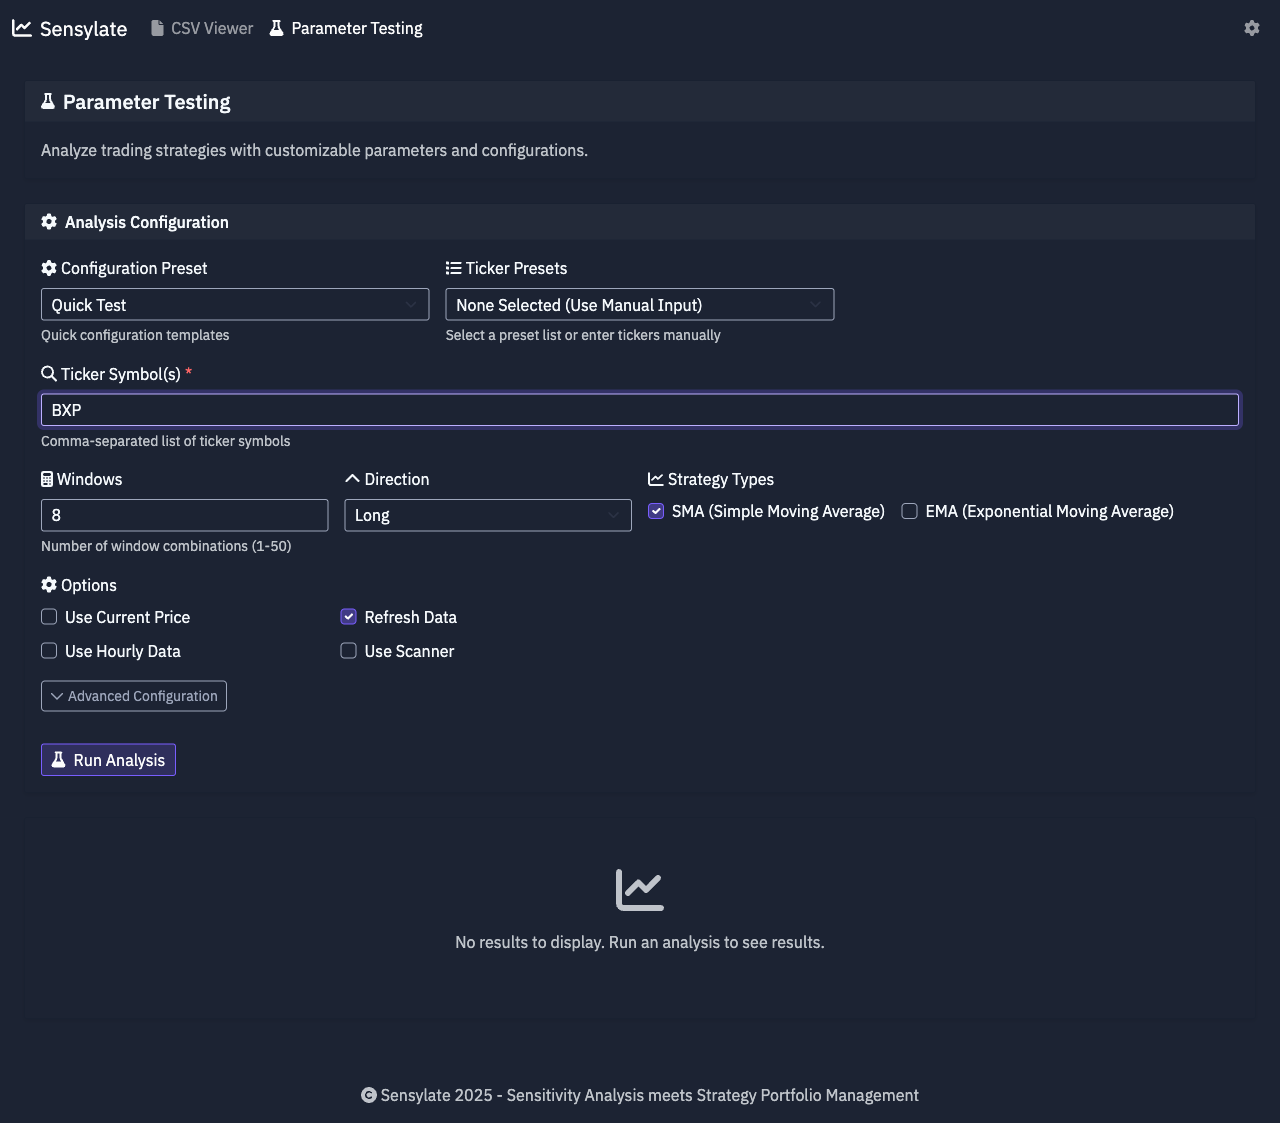 Sensylate CSV Viewer Parameter Testing
Parameter Testing
Analyze trading strategies with customizable parameters and configurations.
Analysis Configuration
Configuration Preset Ticker Presets
Quick Test None Selected (Use Manual Input)
Quick configuration templates Select a preset list or enter tickers manually
Ticker Symbol(s) *
BXP
Comma-separated list of ticker symbols
Windows Direction Strategy Types
8 Long SMA (Simple Moving Average) EMA (Exponential Moving Average)
Number of window combinations (1-50)
Options
Use Current Price Refresh Data
Use Hourly Data Use Scanner
Advanced Configuration
Run Analysis
No results to display. Run an analysis to see results.
© Sensylate 2025 - Sensitivity Analysis meets Strategy Portfolio Management